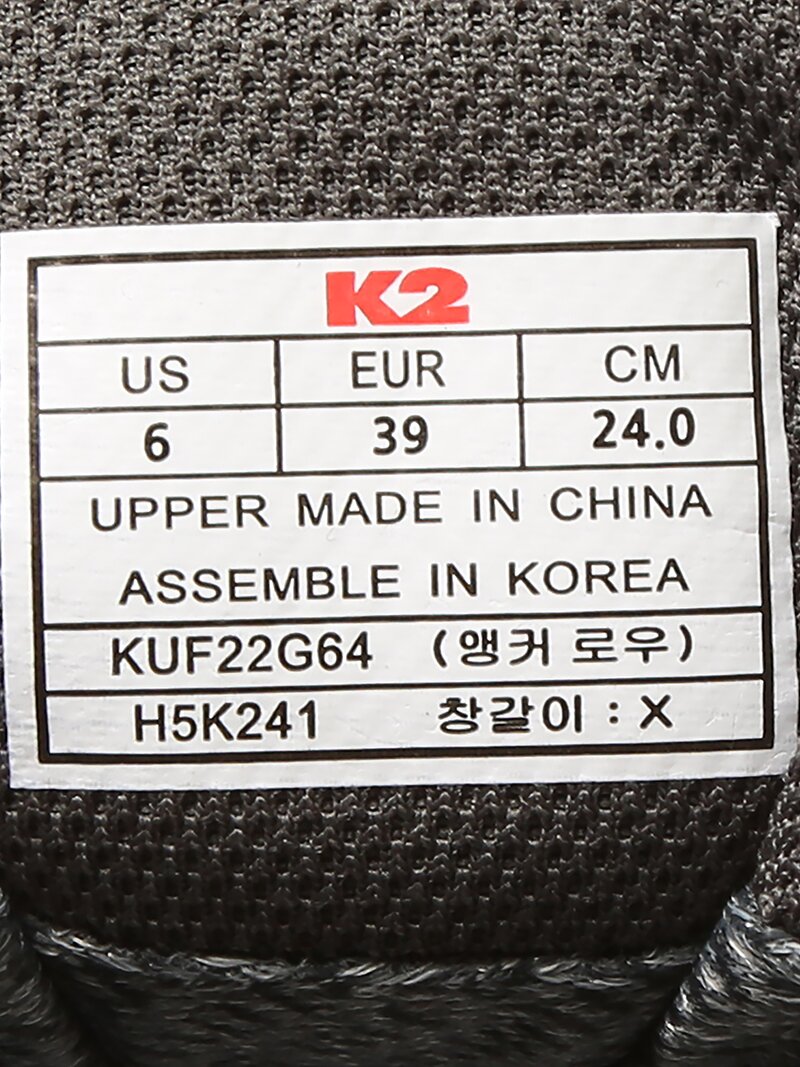 K2
US EUR CM
6 39 24.0
UPPER MADE IN CHINA
ASSEMBLE IN KOREA
KUF22G64 (앵커 로우)
H5K241 창갈이 : X